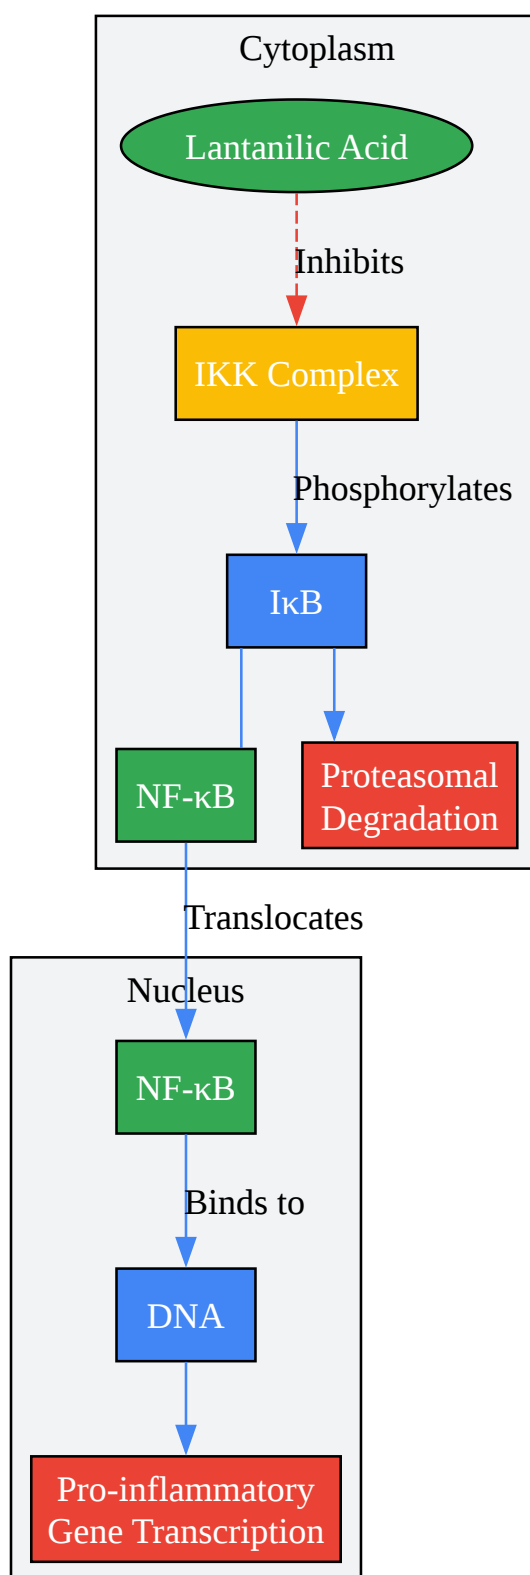 Cytoplasm
Lantanilic Acid
Inhibits
IKK Complex
Phosphorylates
IκB
NF-κB
Proteasomal
Degradation
Translocates
Nucleus
NF-κB
Binds to
DNA
Pro-inflammatory
Gene Transcription